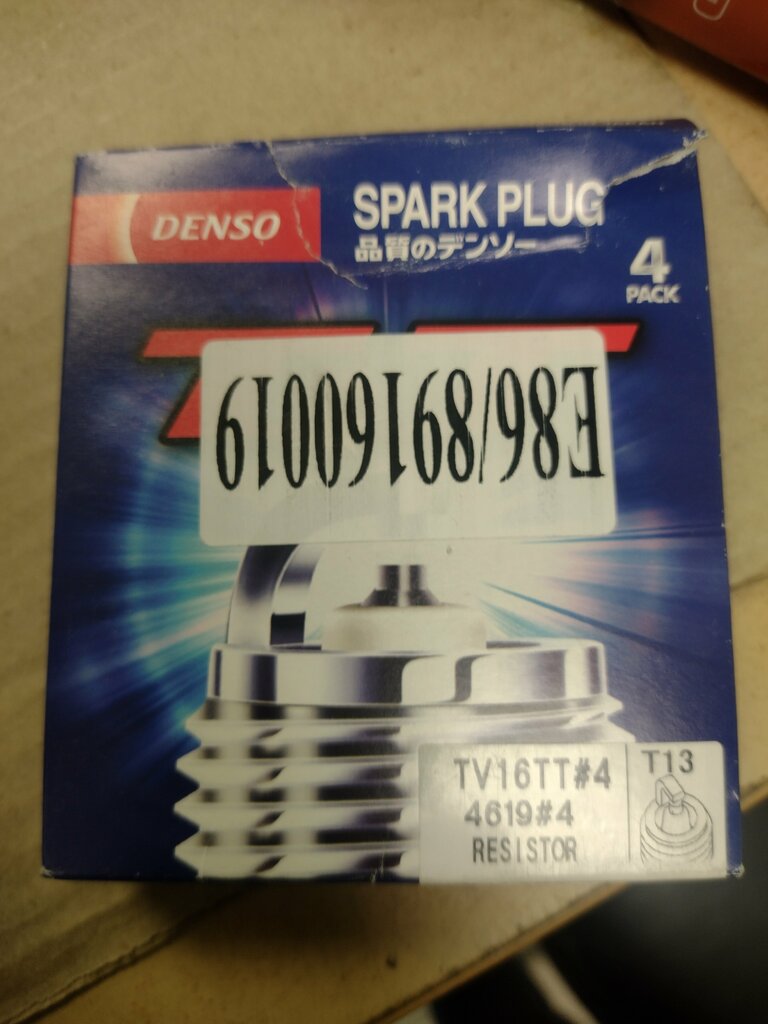 DENSO
SPARK PLUG
品質のデンソー
4
PACK
E86/89160019
TV16TT#4
4619#4
RESISTOR
T13